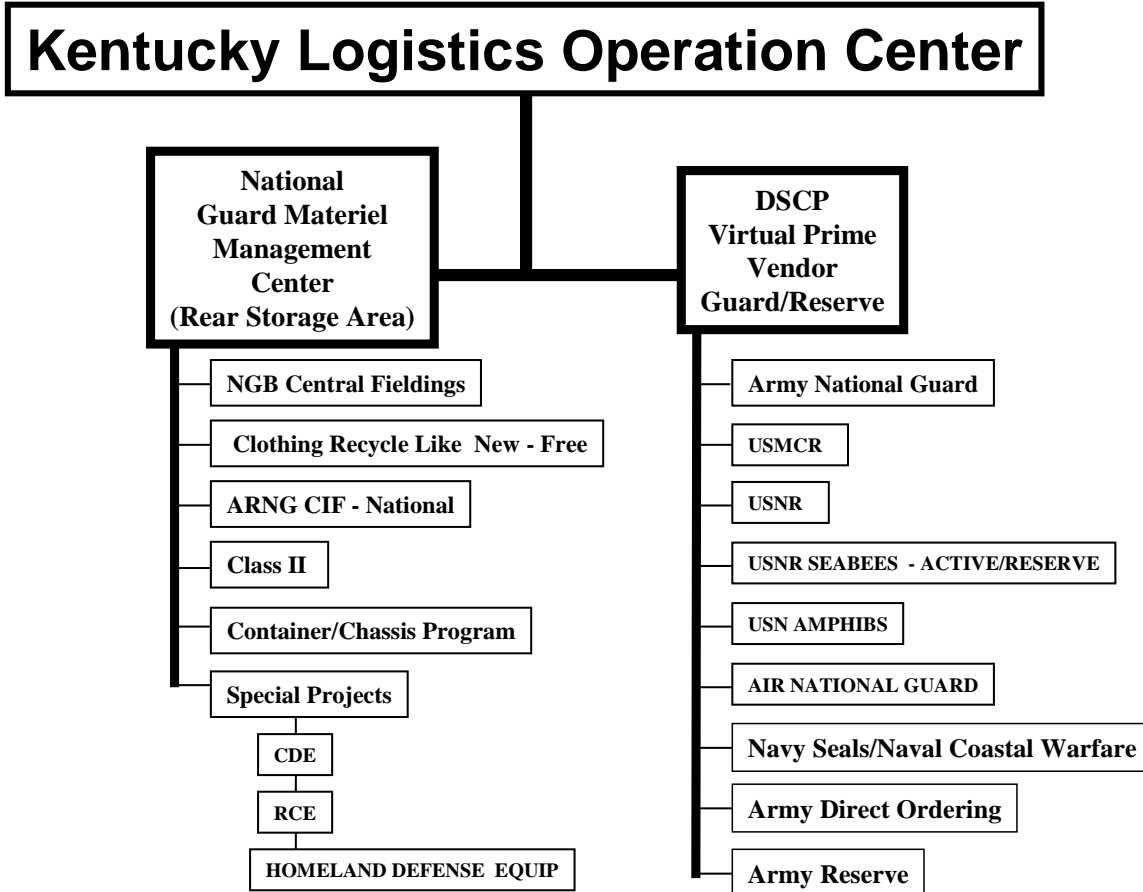 Kentucky Logistics Operation Center
National
Guard Materiel
Management
Center
(Rear Storage Area)
NGB Central Fieldings
Clothing Recycle Like New - Free
ARNG CIF - National
Class II
Container/Chassis Program
Special Projects
CDE
RCE
HOMELAND DEFENSE EQUIP
DSCP
Virtual Prime
Vendor
Guard/Reserve
Army National Guard
USMCR
USNR
USNR SEABEES - ACTIVE/RESERVE
USN AMPHIBS
AIR NATIONAL GUARD
Navy Seals/Naval Coastal Warfare
Army Direct Ordering
Army Reserve